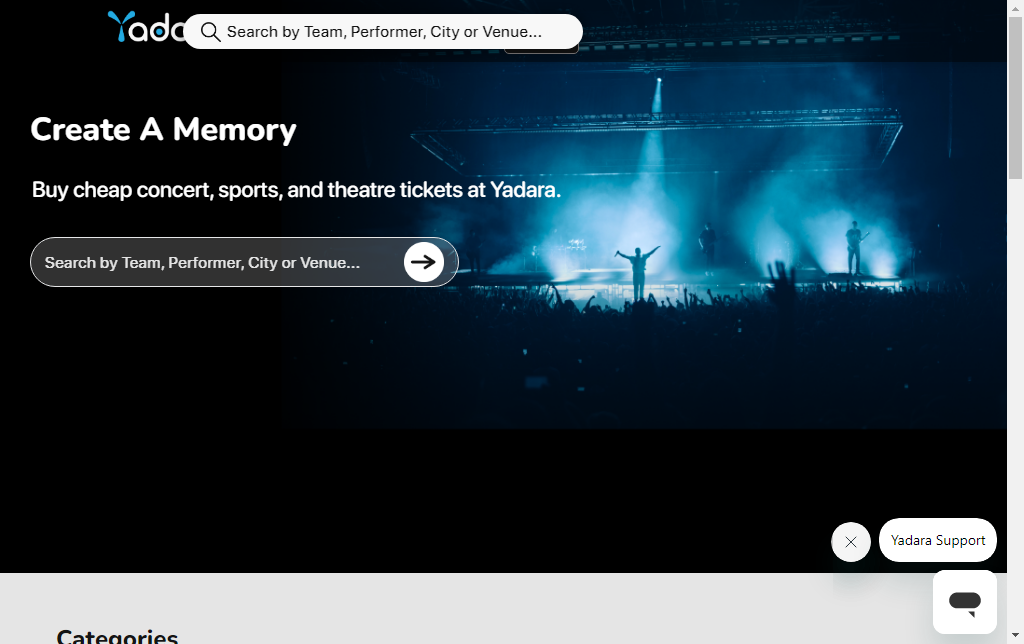 Yada
Search by Team, Performer, City or Venue...
Create A Memory
Buy cheap concert, sports, and theatre tickets at Yadara.
Search by Team, Performer, City or Venue...
Yadara Support
Categories